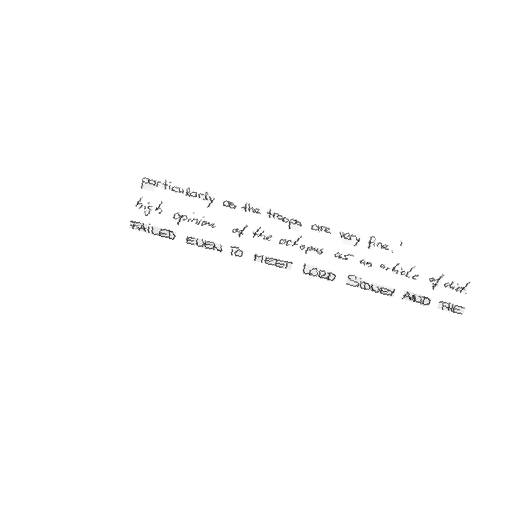 particularly as the troops are very fine. '
high opinion of the octopus as an article of diet.
FAILED EVEN TO MEET LORD SIDNEY AND THE